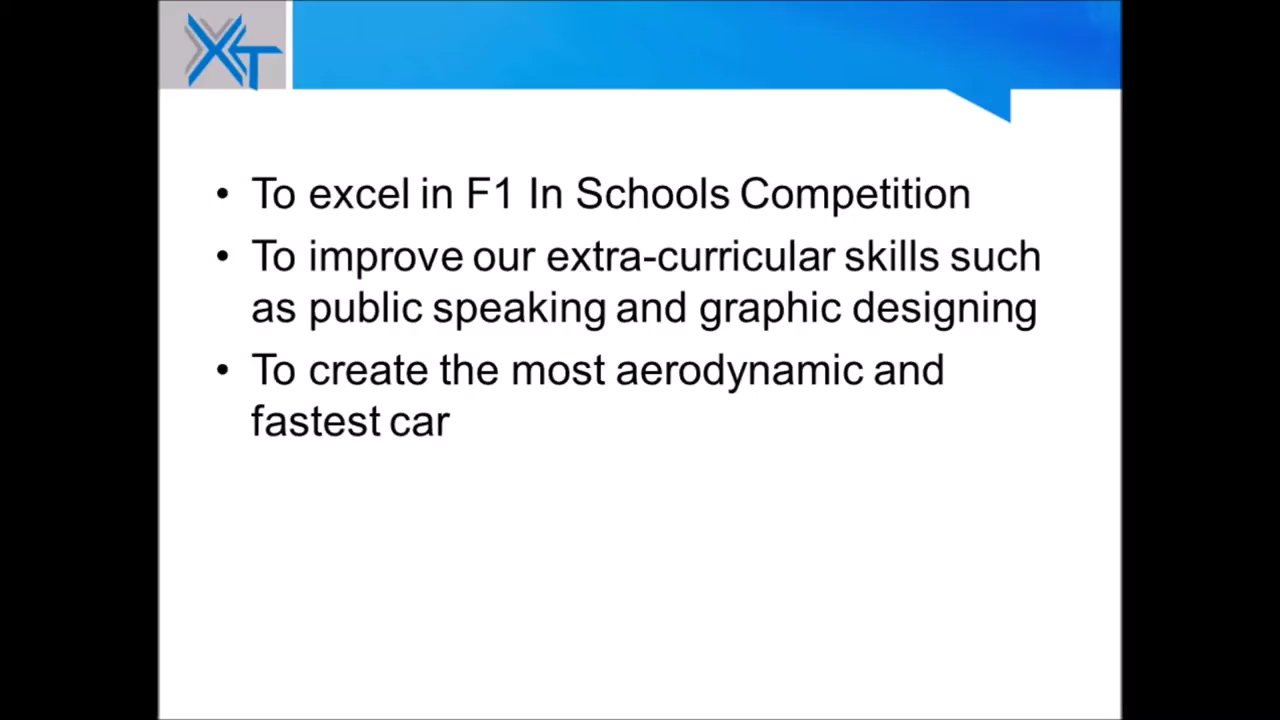 XT
• To excel in F1 In Schools Competition
• To improve our extra-curricular skills such
as public speaking and graphic designing
• To create the most aerodynamic and
fastest car